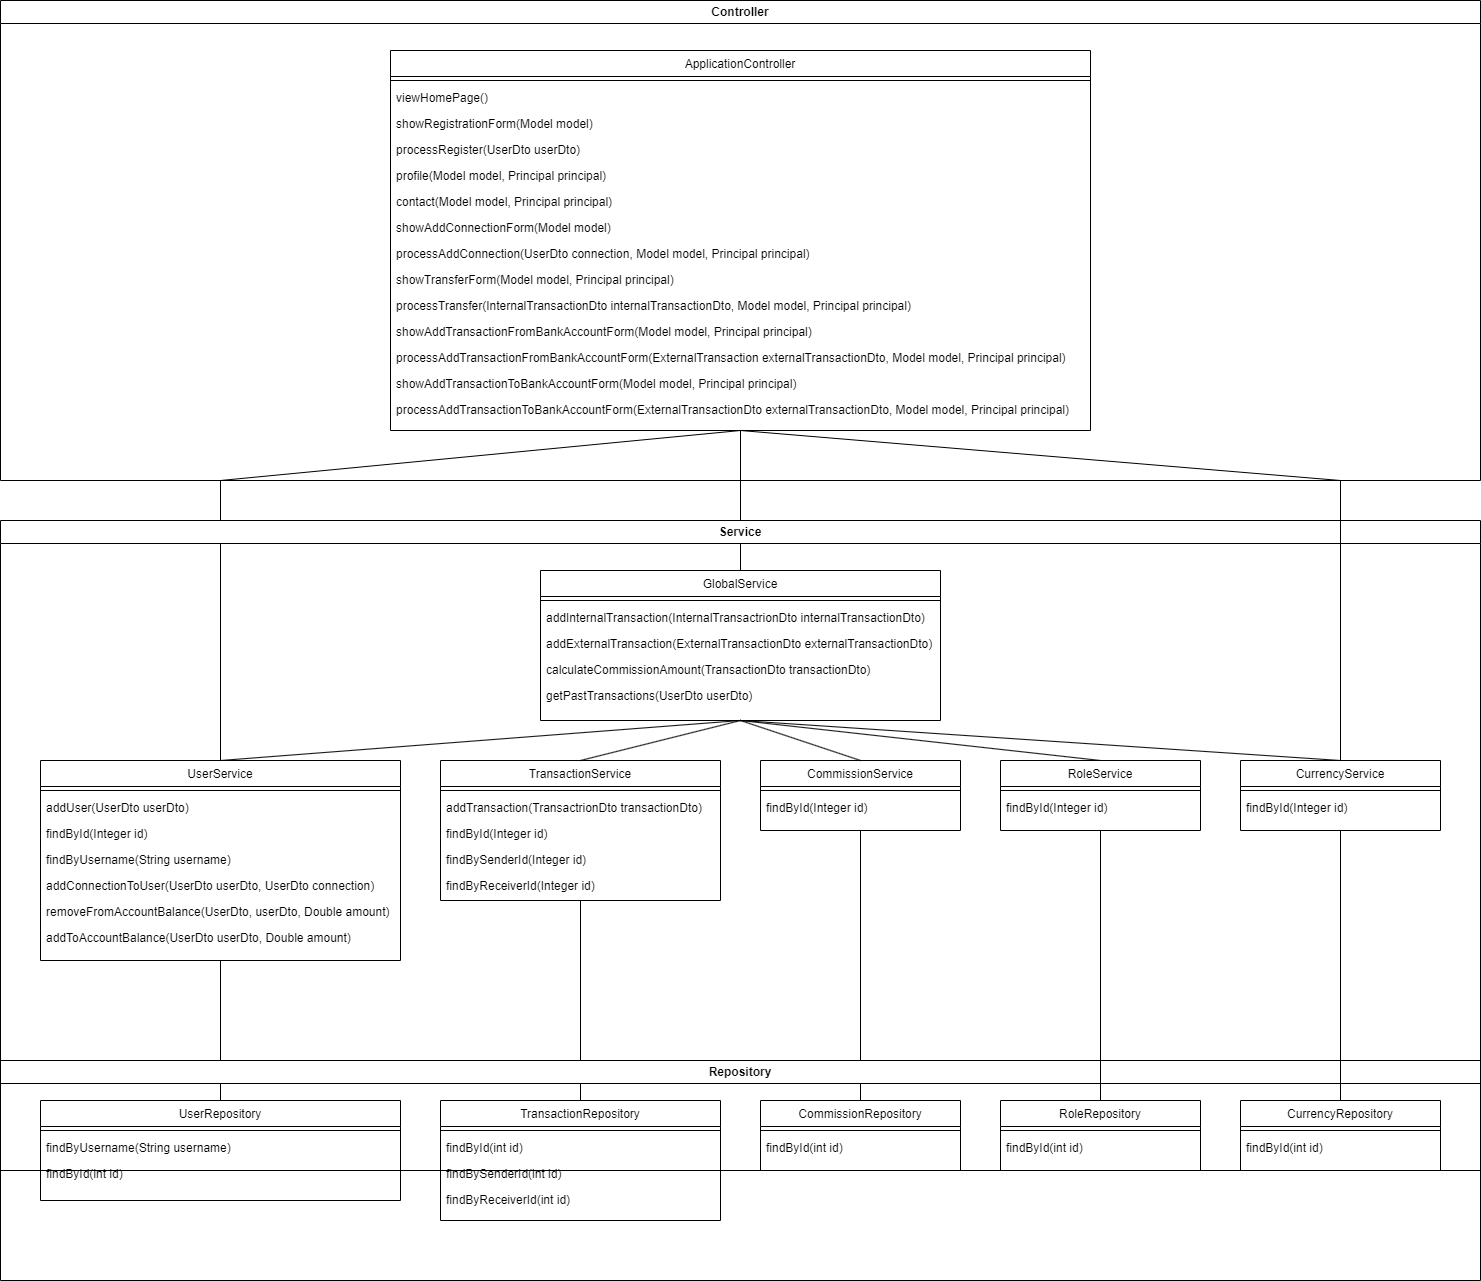 Controller
ApplicationController
viewHomePage()
showRegistrationForm(Model model)
processRegister(UserDto userDto)
profile(Model model, Principal principal)
contact(Model model, Principal principal)
showAddConnectionForm(Model model)
processAddConnection(UserDto connection, Model model, Principal principal)
showTransferForm(Model model, Principal principal)
processTransfer(InternalTransactionDto internalTransactionDto, Model model, Principal principal)
showAddTransactionFromBankAccountForm(Model model, Principal principal)
processAddTransactionFromBankAccountForm(ExternalTransaction externalTransactionDto, Model model, Principal principal)
showAddTransactionToBankAccountForm(Model model, Principal principal)
processAddTransactionToBankAccountForm(ExternalTransactionDto externalTransactionDto, Model model, Principal principal)
Service
GlobalService
addInternalTransaction(InternalTransactrionDto internalTransactionDto)
addExternalTransaction(ExternalTransactionDto externalTransactionDto)
calculateCommissionAmount(TransactionDto transactionDto)
getPastTransactions(UserDto userDto)
UserService
addUser(UserDto userDto)
findById(Integer id)
findByUsername(String username)
addConnectionToUser(UserDto userDto, UserDto connection)
removeFromAccountBalance(UserDto, userDto, Double amount)
addToAccountBalance(UserDto userDto, Double amount)
TransactionService
addTransaction(TransactrionDto transactionDto)
findById(Integer id)
findBySenderId(Integer id)
findByReceiverId(Integer id)
CommissionService
findById(Integer id)
RoleService
findById(Integer id)
CurrencyService
findById(Integer id)
Repository
UserRepository
findByUsername(String username)
findById(int id)
TransactionRepository
findById(int id)
findBySenderId(int id)
findByReceiverId(int id)
CommissionRepository
findById(int id)
RoleRepository
findById(int id)
CurrencyRepository
findById(int id)